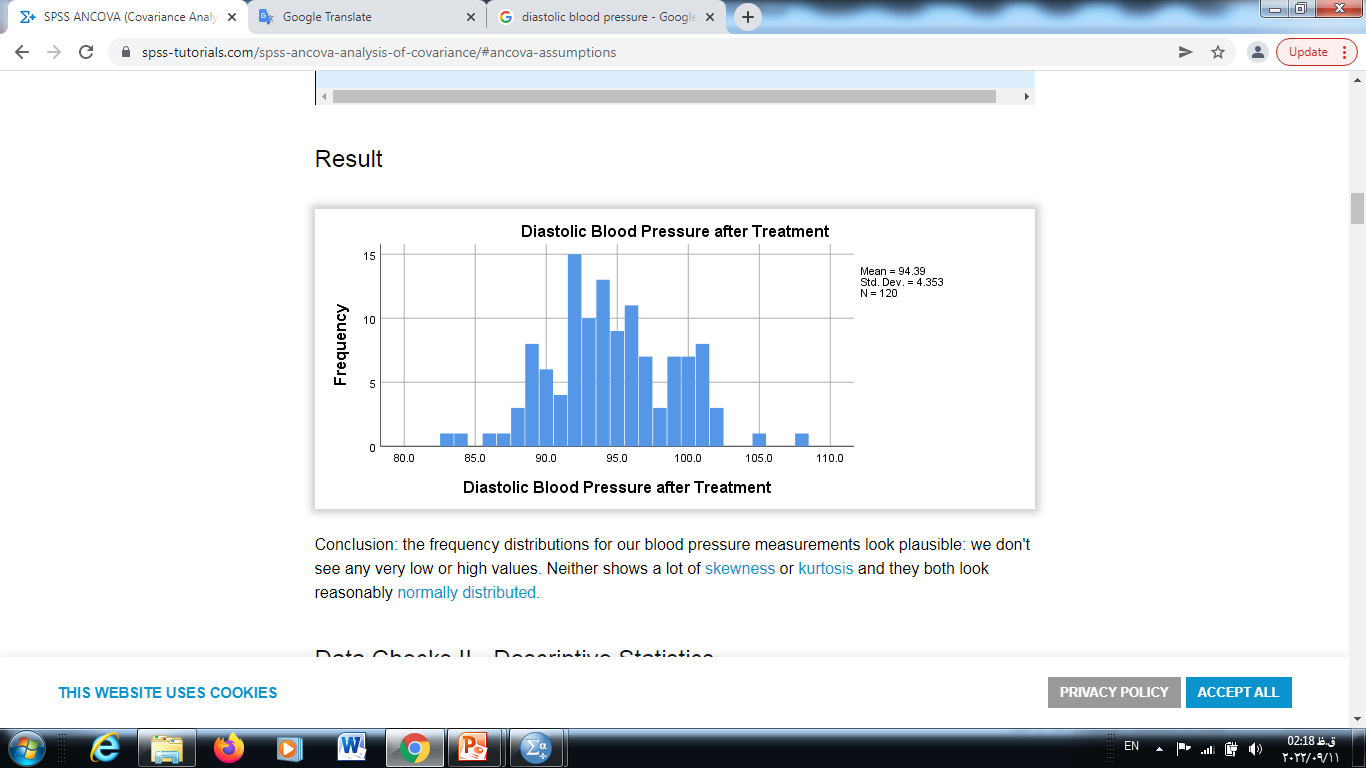 SPSS ANCOVA (Covariance Analy
Google Translate
diastolic blood pressure - Google
spss-tutorials.com/spss-ancova-analysis-of-covariance/#ancova-assumptions
Update
Result
Diastolic Blood Pressure after Treatment
Mean = 94.39
Std. Dev. = 4.353
N = 120
Frequency
15
10
5
0
80.0 85.0 90.0 95.0 100.0 105.0 110.0
Diastolic Blood Pressure after Treatment
Conclusion: the frequency distributions for our blood pressure measurements look plausible: we don't
see any very low or high values. Neither shows a lot of skewness or kurtosis and they both look
reasonably normally distributed.
Data Checks II - Descriptive Statistics
THIS WEBSITE USES COOKIES
PRIVACY POLICY
ACCEPT ALL
EN
02:18 ق.ظ
٢٠٢٢/٠٩/١١